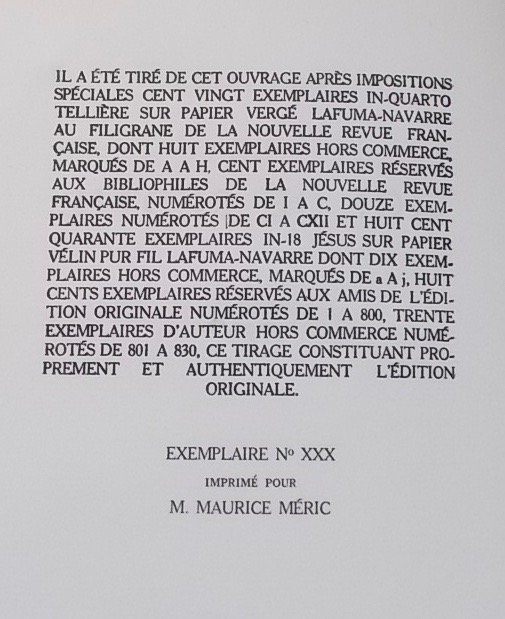 IL A ÉTÉ TIRÉ DE CET OUVRAGE APRÈS IMPOSITIONS
SPÉCIALES CENT VINGT EXEMPLAIRES IN-QUARTO
TELLIÈRE SUR PAPIER VERGÉ LAFUMA-NAVARRE
AU FILIGRANE DE LA NOUVELLE REVUE FRAN-
ÇAISE, DONT HUIT EXEMPLAIRES HORS COMMERCE,
MARQUÉS DE A A H, CENT EXEMPLAIRES RÉSERVÉS
AUX BIBLIOPHILES DE LA NOUVELLE REVUE
FRANÇAISE, NUMÉROTÉS DE I A C, DOUZE EXEM-
PLAIRES NUMÉROTÉS DE CI A CXII ET HUIT CENT
QUARANTE EXEMPLAIRES IN-18 JÉSUS SUR PAPIER
VÉLIN PUR FIL LAFUMA-NAVARRE DONT DIX EXEM-
PLAIRES HORS COMMERCE, MARQUÉS DE a A j, HUIT
CENTS EXEMPLAIRES RÉSERVÉS AUX AMIS DE L'ÉDI-
TION ORIGINALE NUMÉROTÉS DE 1 A 800, TRENTE
EXEMPLAIRES D'AUTEUR HORS COMMERCE NUMÉ-
ROTÉS DE 801 A 830, CE TIRAGE CONSTITUANT PRO-
PREMENT ET AUTHENTIQUEMENT L'ÉDITION
ORIGINALE.
EXEMPLAIRE Nº XXX
IMPRIMÉ POUR
M. MAURICE MÉRIC